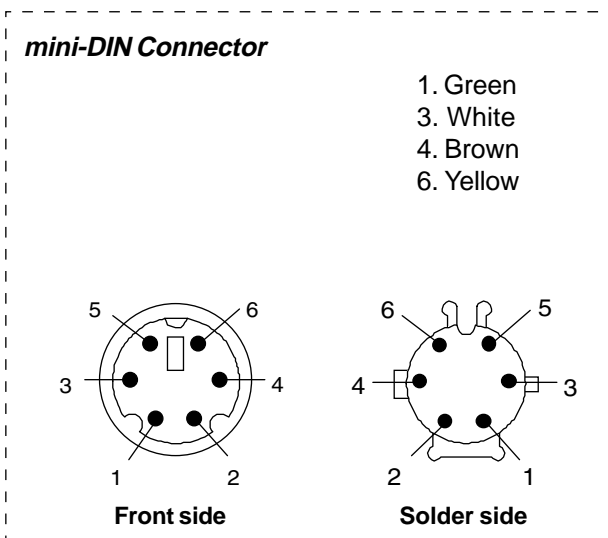 mini-DIN Connector
1. Green
3. White
4. Brown
6. Yellow
5 6
3 4
1 2
Front side
6 5
4 3
2 1
Solder side